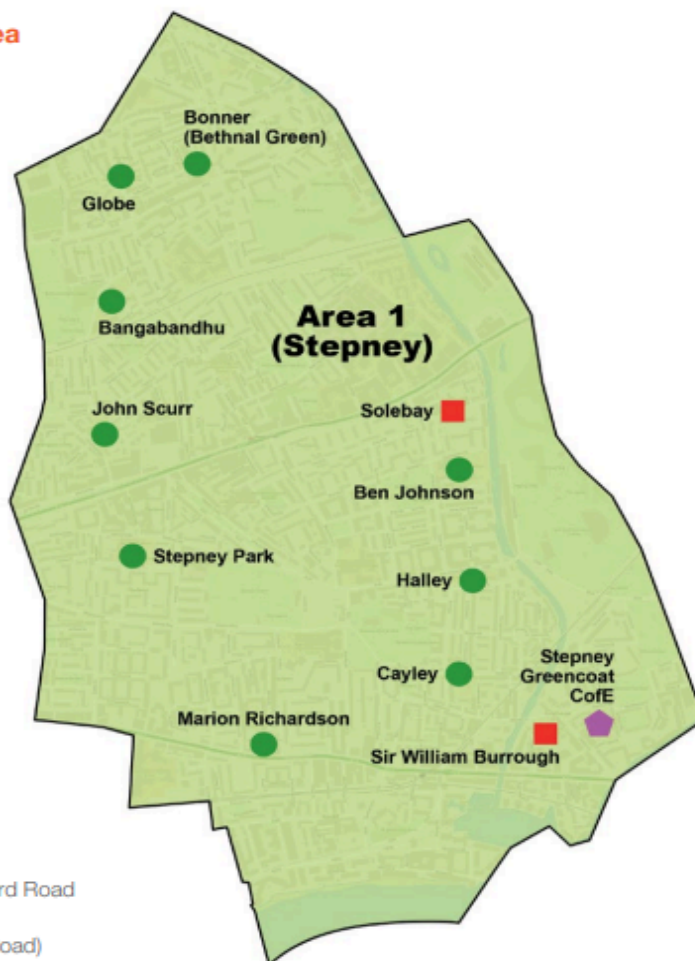 ea
Bonner
(Bethnal Green)
Globe
Bangabandhu
Area 1
(Stepney)
John Scurr
Solebay
Ben Johnson
Stepney Park
Halley
Cayley
Stepney
Greencoat
CofE
Marion Richardson
Sir William Burrough
rd Road
oad)